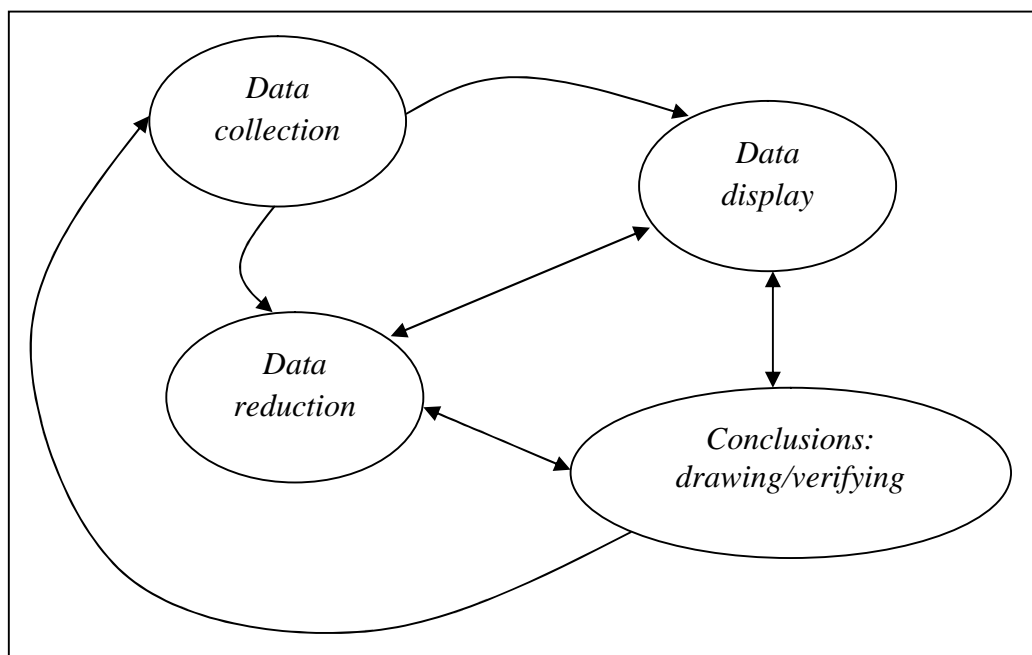 Data
collection
Data
display
Data
reduction
Conclusions:
drawing/verifying